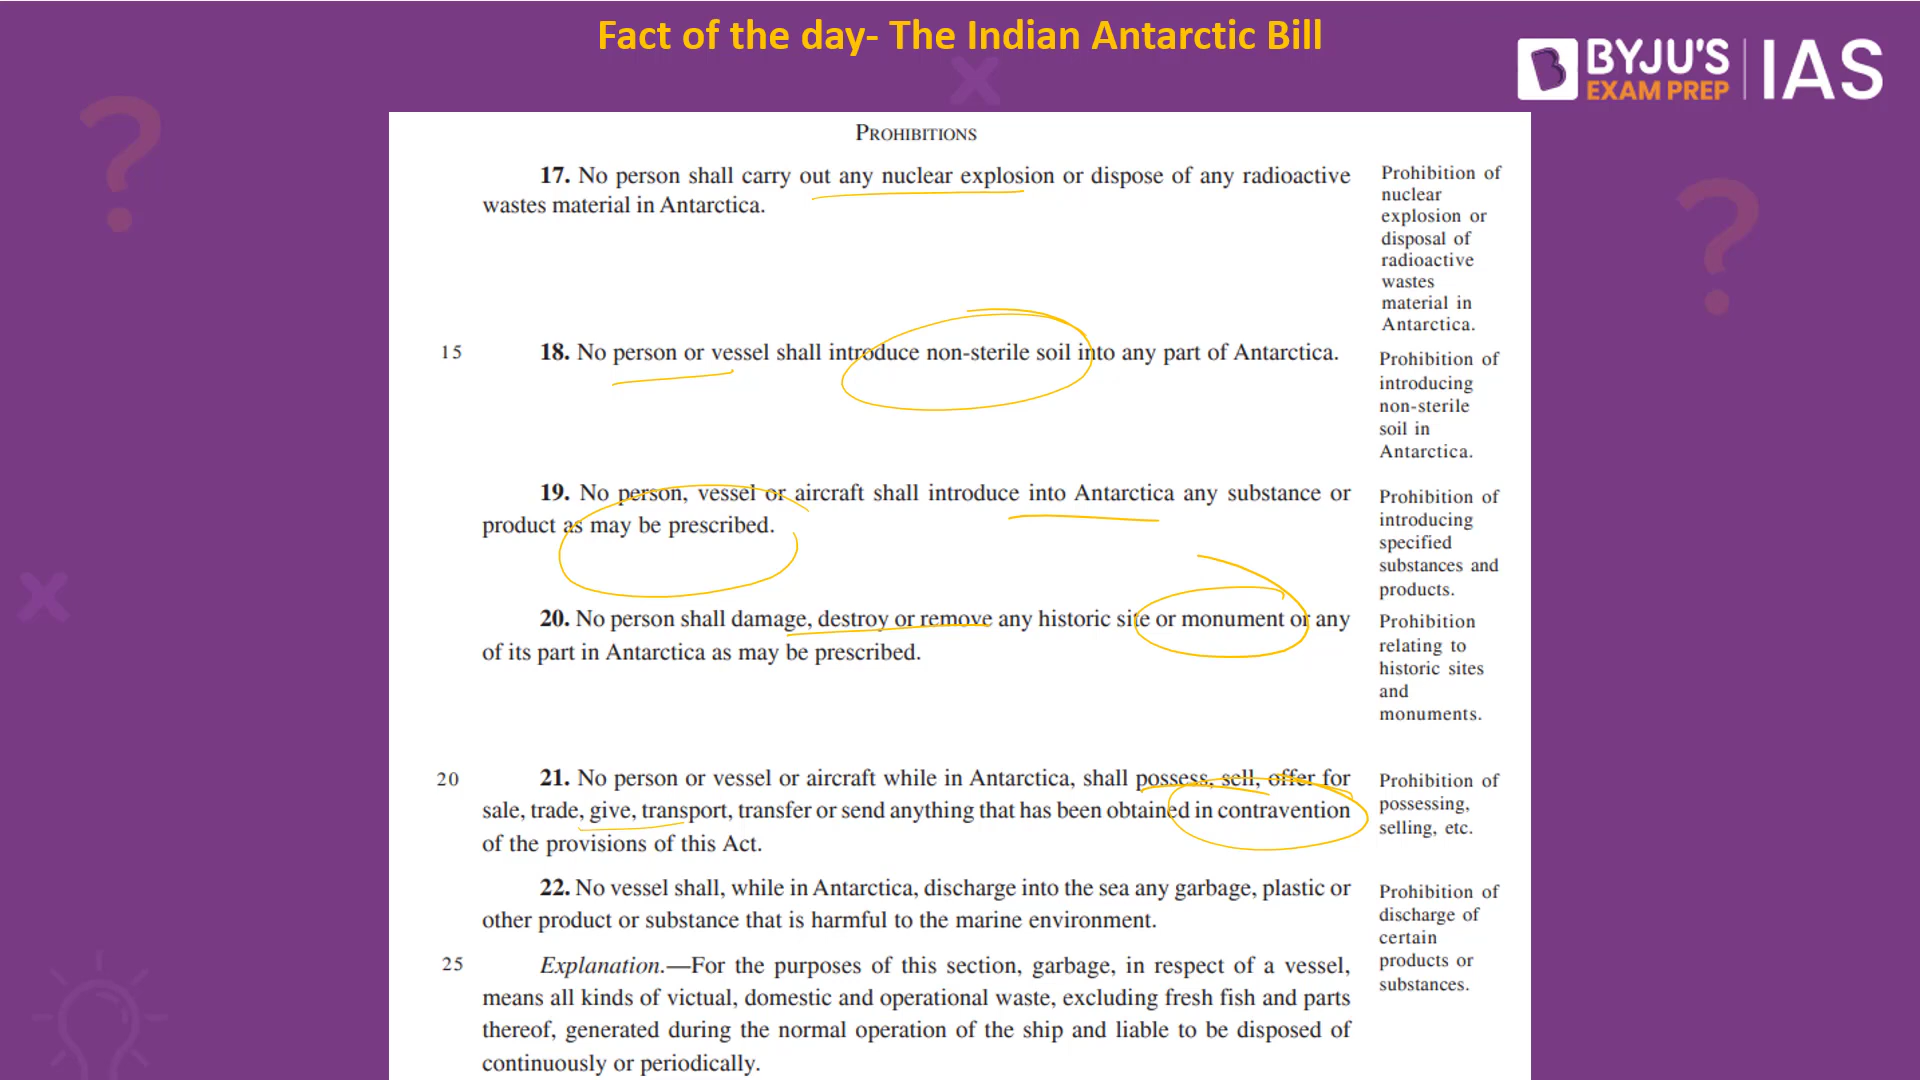 Fact of the day- The Indian Antarctic Bill
BYJU'S
EXAM PREP
IAS
PROHIBITIONS
17. No person shall carry out any nuclear explosion or dispose of any radioactive
wastes material in Antarctica.
Prohibition of
nuclear
explosion or
disposal of
radioactive
wastes
material in
Antarctica.
15
18. No person or vessel shall introduce non-sterile soil into any part of Antarctica.
Prohibition of
introducing
non-sterile
soil in
Antarctica.
19. No person, vessel or aircraft shall introduce into Antarctica any substance or
product as may be prescribed.
Prohibition of
introducing
specified
substances and
products.
20. No person shall damage, destroy or remove any historic site or monument or any
of its part in Antarctica as may be prescribed.
Prohibition
relating to
historic sites
and
monuments.
20
21. No person or vessel or aircraft while in Antarctica, shall possess, sell, offer for
sale, trade, give, transport, transfer or send anything that has been obtained in contravention
of the provisions of this Act.
Prohibition of
possessing,
selling, etc.
22. No vessel shall, while in Antarctica, discharge into the sea any garbage, plastic or
other product or substance that is harmful to the marine environment.
Prohibition of
discharge of
certain
products or
substances.
25
Explanation.—For the purposes of this section, garbage, in respect of a vessel,
means all kinds of victual, domestic and operational waste, excluding fresh fish and parts
thereof, generated during the normal operation of the ship and liable to be disposed of
continuously or periodically.